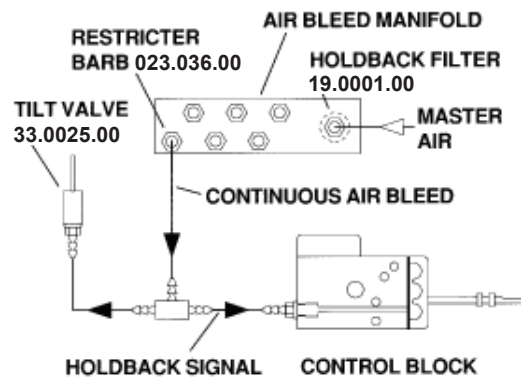 AIR BLEED MANIFOLD
RESTRICTER
BARB 023.036.00
HOLDBACK FILTER
19.0001.00
TILT VALVE
33.0025.00
MASTER
AIR
CONTINUOUS AIR BLEED
HOLDBACK SIGNAL
CONTROL BLOCK